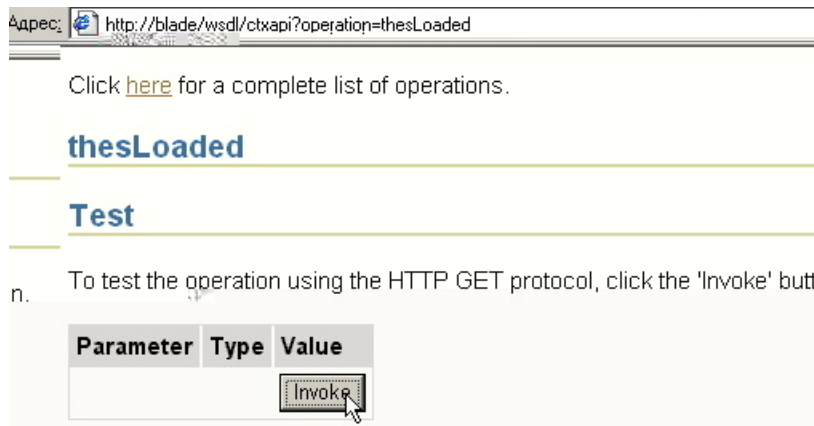 Адрес: http://blade/wsdl/ctxapi?operation=thesLoaded
Click here for a complete list of operations.
thesLoaded
Test
n. To test the operation using the HTTP GET protocol, click the 'Invoke' butt
Parameter Type Value
Invoke